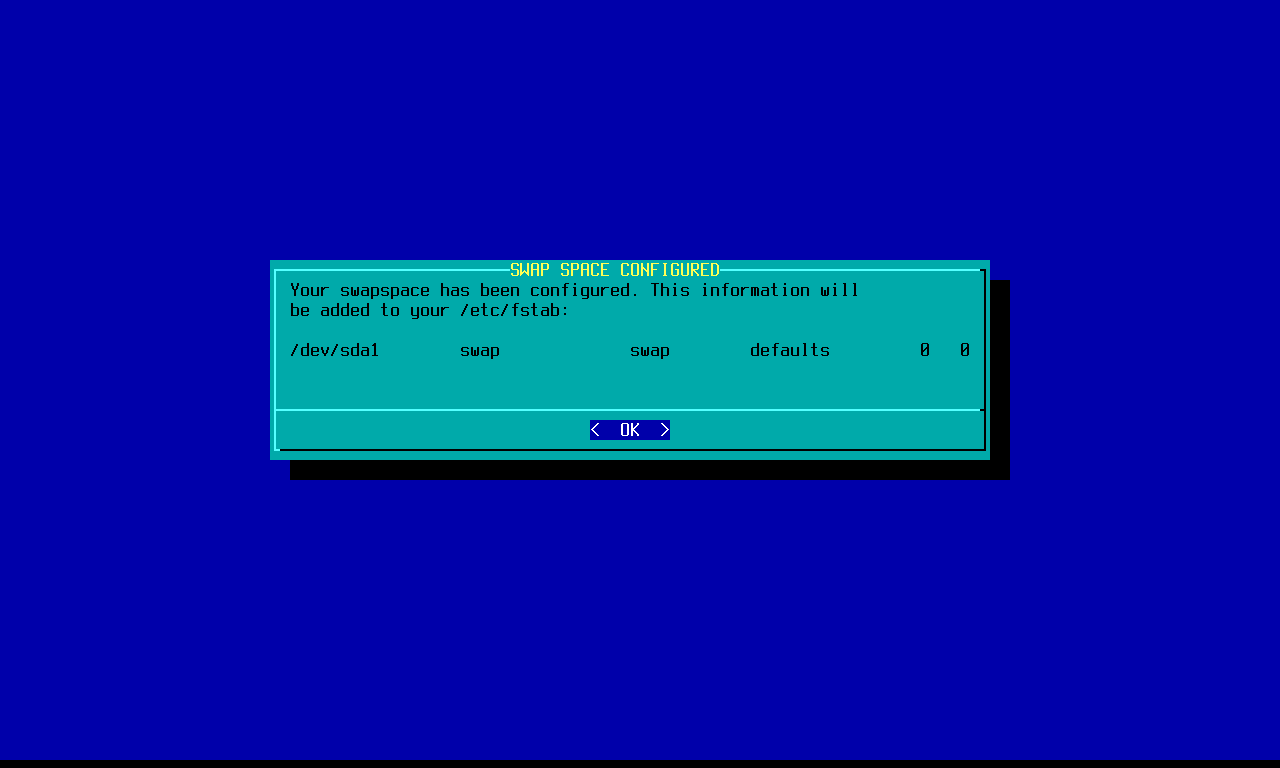 SWAP SPACE CONFIGURED
Your swapspace has been configured. This information will
be added to your /etc/fstab:
/dev/sda1        swap             swap        defaults         0   0
<  OK  >